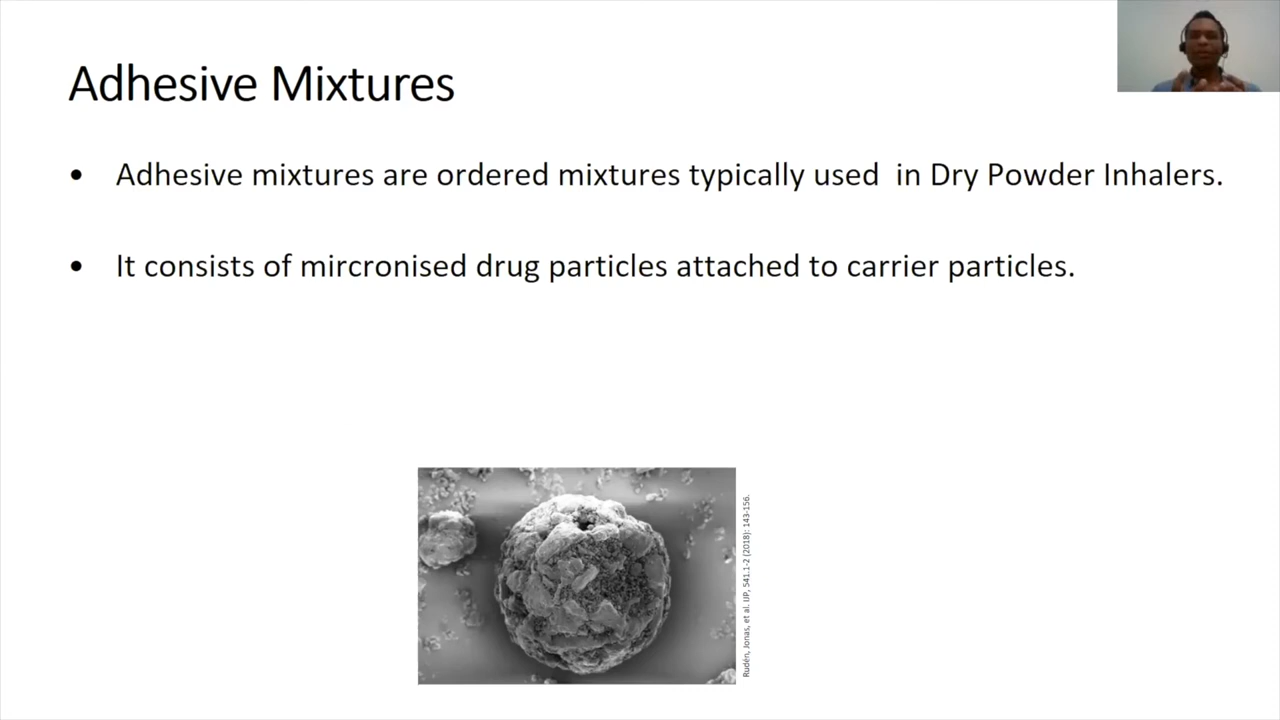 Adhesive Mixtures
• Adhesive mixtures are ordered mixtures typically used  in Dry Powder Inhalers.
• It consists of mircronised drug particles attached to carrier particles.
Rudén, Jonas, et al. IJP, 541.1-2 (2018): 143-156.